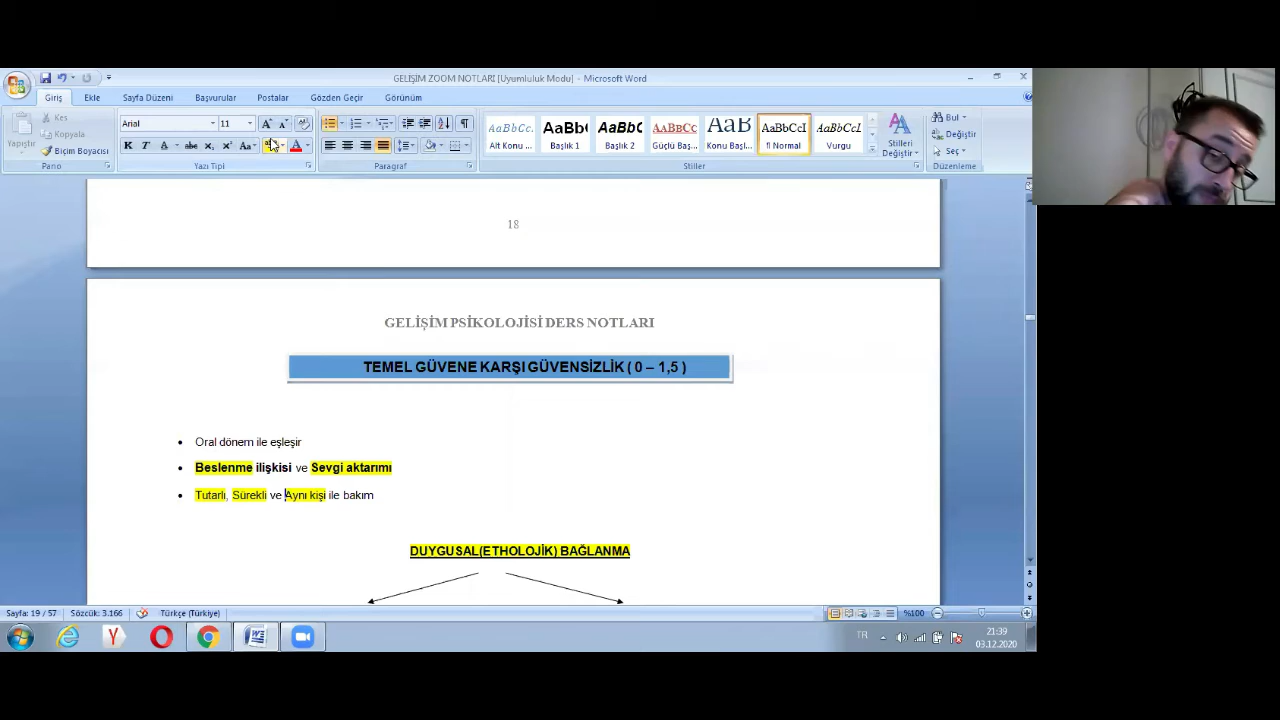 GELİŞİM ZOOM NOTLARI [Uyumluluk Modu] - Microsoft Word
Giriş Ekle Sayfa Düzeni Başvurular Postalar Gözden Geçir Görünüm
Yapıştır
Kes
Kopyala
Biçim Boyacısı
Pano
Arial 11
Yazı Tipi
Paragraf
AaBbCc. AaBbC AaBbCc AaBbCc AaB AaBbCcI AaBbCcL
Alt Konu ... Başlık 1 Başlık 2 Güçlü Baş... Konu Başl... ¶ Normal Vurgu
Stiller
Stilleri Değiştir
Bul
Değiştir
Seç
Düzenleme
18
GELİŞİM PSİKOLOJİSİ DERS NOTLARI
TEMEL GÜVENE KARŞI GÜVENSİZLİK ( 0 – 1,5 )
• Oral dönem ile eşleşir
• Beslenme ilişkisi ve Sevgi aktarımı
• Tutarlı, Sürekli ve Aynı kişi ile bakım
DUYGUSAL(ETHOLOJİK) BAĞLANMA
Sayfa: 19 / 57 Sözcük: 3.166 Türkçe (Türkiye) %100
TR 21:39
03.12.2020